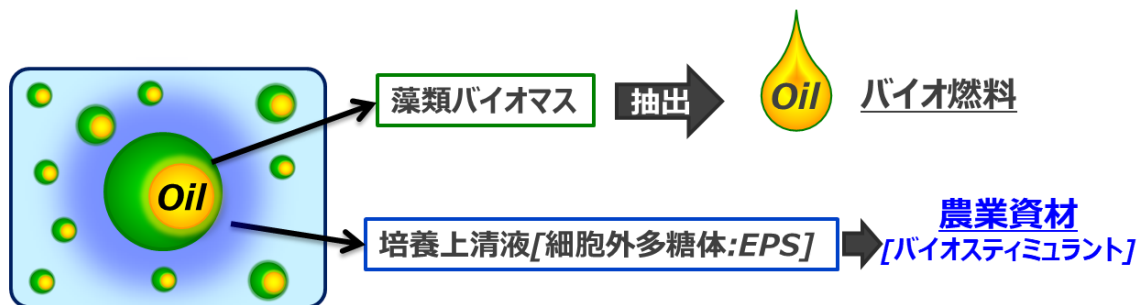 Oil
藻類バイオマス
抽出
Oil
バイオ燃料
培養上清液[細胞外多糖体:EPS]
農業資材
[バイオスティミュラント]